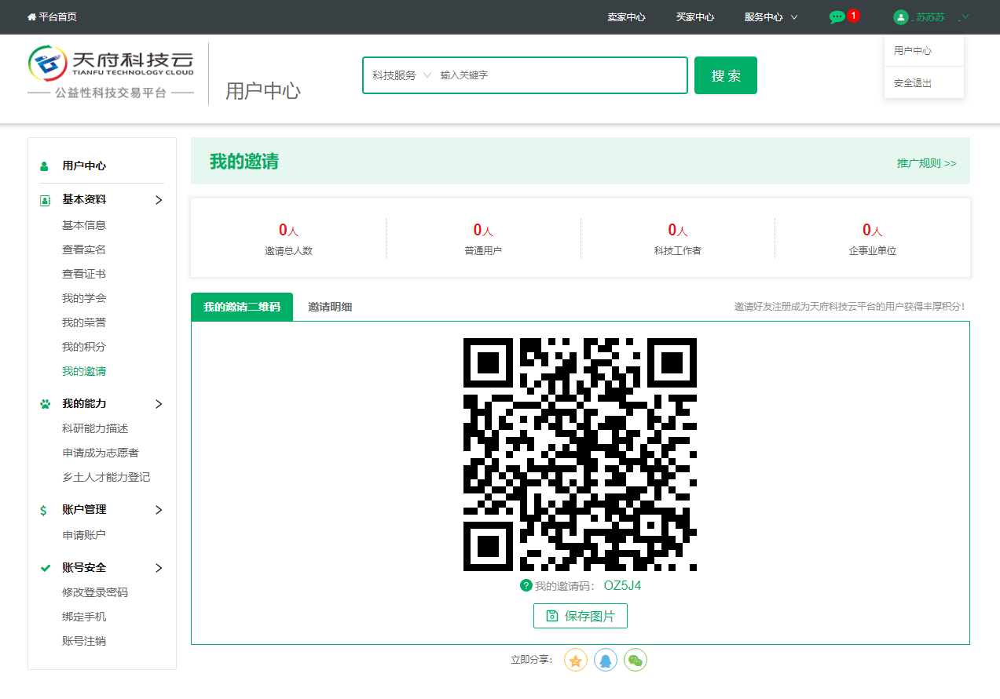 平台首页 卖家中心 买家中心 服务中心 1 苏苏苏
用户中心
安全退出
天府科技云
TIANFU TECHNOLOGY CLOUD
公益性科技交易平台
用户中心
科技服务 输入关键字 搜索
用户中心
基本资料
基本信息
查看实名
查看证书
我的学会
我的荣誉
我的积分
我的邀请
我的能力
科研能力描述
申请成为志愿者
乡土人才能力登记
账户管理
申请账户
账号安全
修改登录密码
绑定手机
账号注销
我的邀请 推广规则 >>
0人 0人 0人 0人
邀请总人数 普通用户 科技工作者 企事业单位
我的邀请二维码 邀请明细 邀请好友注册成为天府科技云平台的用户获得丰厚积分!
我的邀请码： OZ5J4
保存图片
立即分享：